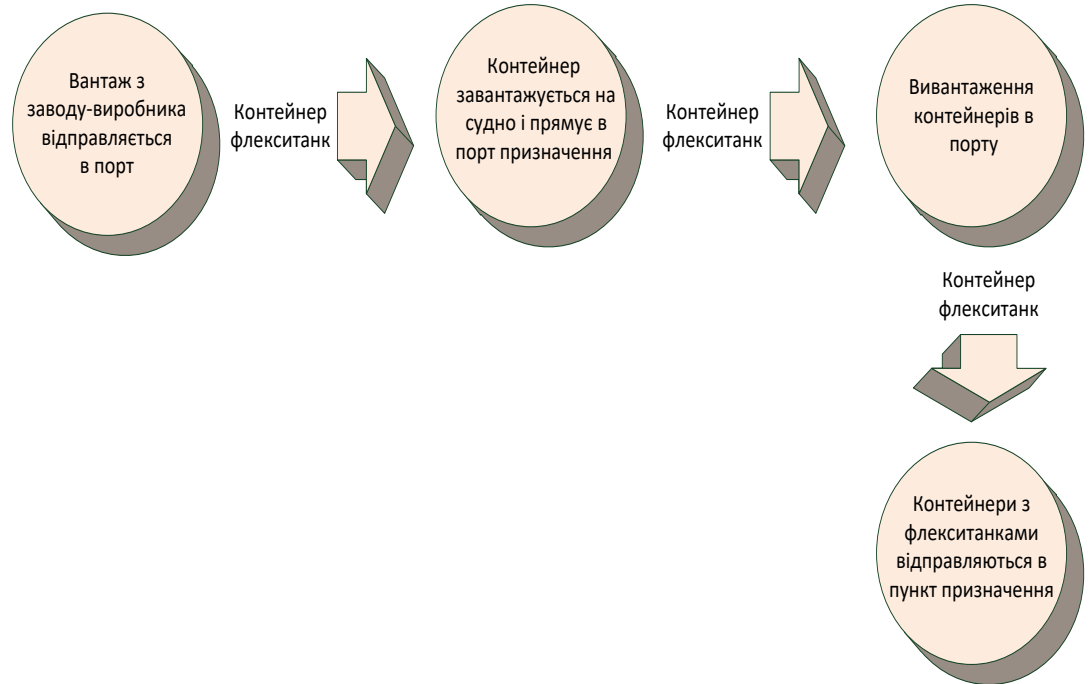 Вантаж з
заводу-виробника
відправляється
в порт
Контейнер
флекситанк
Контейнер
завантажується на
судно і прямує в
порт призначення
Контейнер
флекситанк
Вивантаження
контейнерів в
порту
Контейнер
флекситанк
Контейнери з
флекситанками
відправляються в
пункт призначення